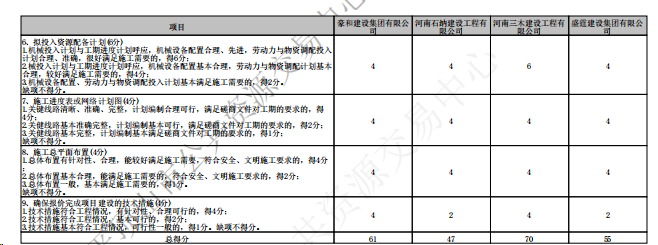 项目 豪和建设集团有限公司 河南石纳建设工程有限公司 河南三木建设工程有限公司 盛霆建设集团有限公司
6、拟投入资源配备计划(6分)
1.机械投入计划与工期进度计划呼应，机械设备配置合理、先进，劳动力与物资调配投入
计划合理、准确，很好满足施工需要的，得6分；
2.械投入计划与工期进度计划呼应，机械设备配置基本合理，劳动力与物资调配计划基本
合理，较好满足施工需要的，得4分；
3.机械设备配置、劳动力与物资调配投入计划基本满足施工需要的，得2分。
缺项不得分。
4 4 6 4
7、施工进度表或网络计划图(4分)
1.关键线路清晰、准确、完整，计划编制合理可行，满足磋商文件对工期的要求的，得
4分；
2.关键线路基本准确完整，计划编制基本可行，满足磋商文件对工期的要求的，得2分；
3.关健线路基本完整，计划编制基本满足磋商文件对工期的要求的，得1分；
缺项不得分。
4 4 4 4
8、施工总平面布置(4分)
1.总体布置有针对性、合理，能较好满足施工需要，符合安全、文明施工要求的，得4分
；
2.总体布置基本合理，能满足施工需要的，符合安全、文明施工要求的，得2分；
3.总体布置一般，基本满足施工需要的，得1分。
缺项不得分。
4 4 4 4
9、确保报价完成项目建设的技术措施(4分)
1.技术措施符合工程情况，有针对性、合理可行的，得4分；
2.技术措施符合工程情况，基本可行的，得2分；
3.技术措施基本符合工程情况，可行性一般的，得1分。缺项不得分。
4 2 4 2
总得分 61 47 70 55
公共资源交易中心
共资源交易中心